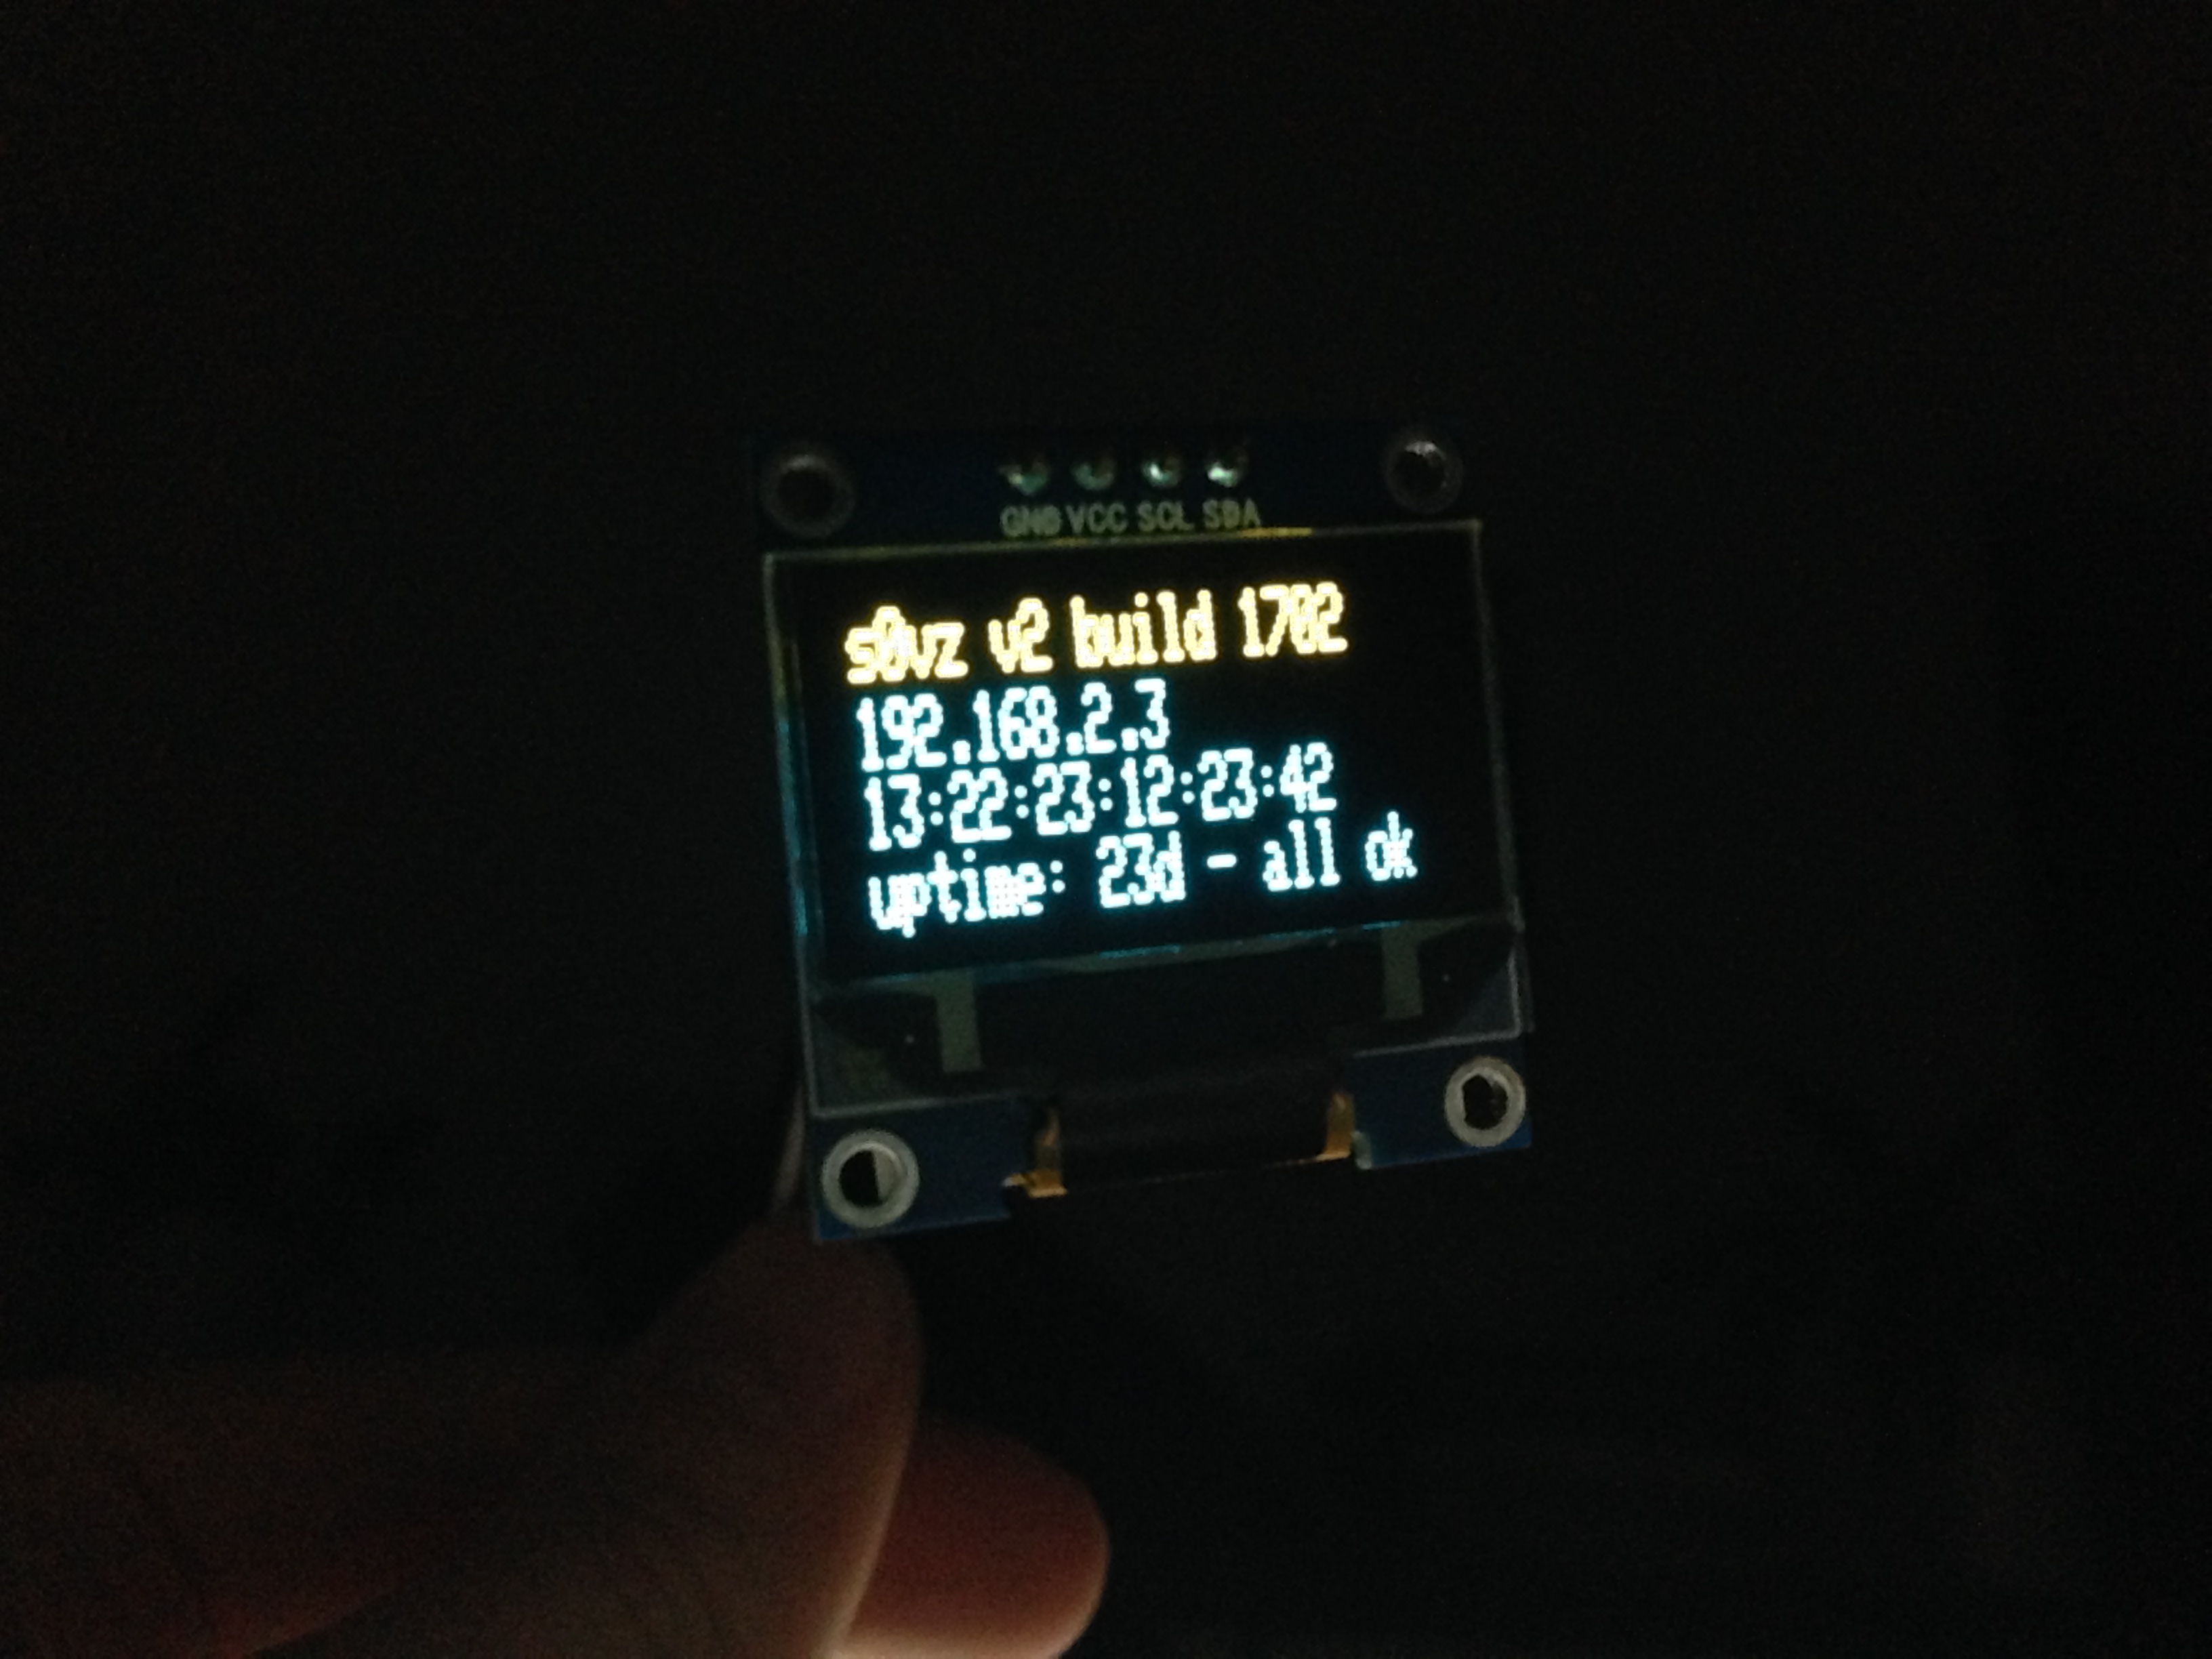 GND VCC SCL SDA
s0vz v2 build 1702
192.168.2.3
13:22:23:12:23:42
uptime: 23d - all ok